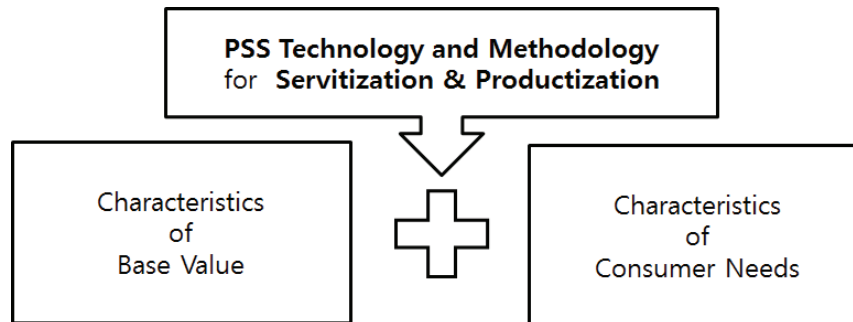 PSS Technology and Methodology
for Servitization & Productization
Characteristics
of
Base Value
Characteristics
of
Consumer Needs